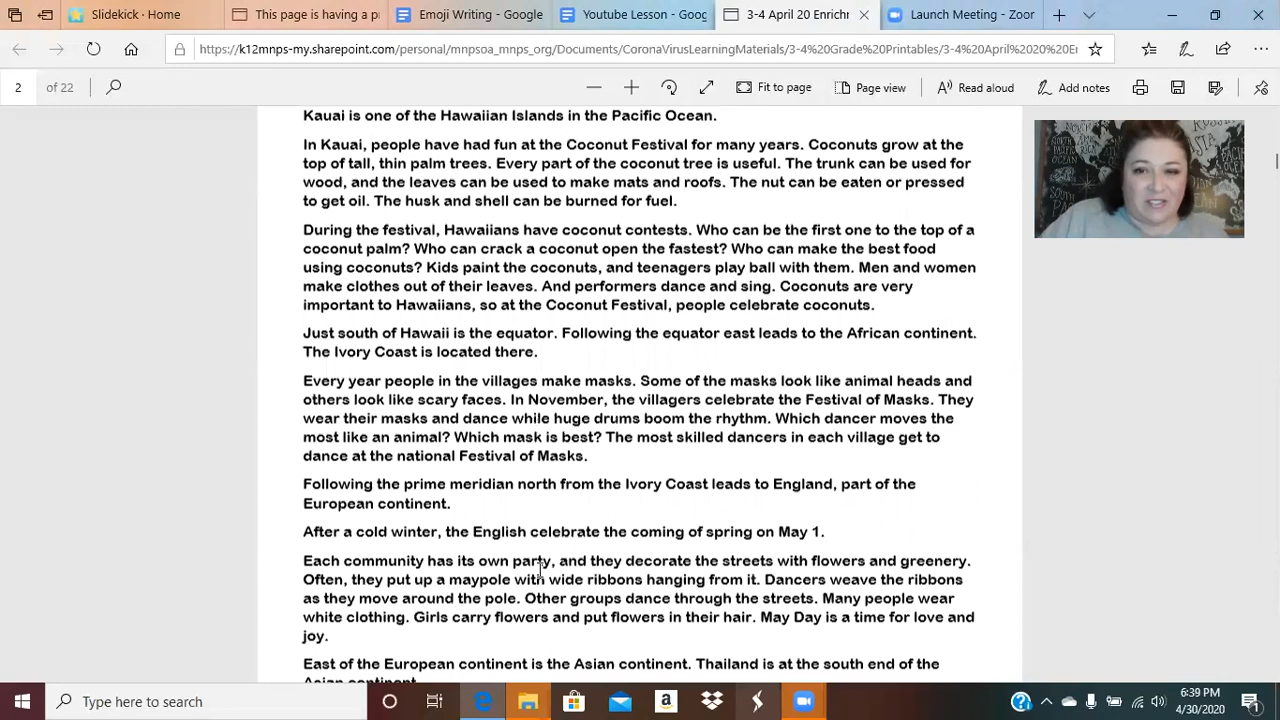 Slidekick - Home
This page is having a p
Emoji Writing - Google
Youtube Lesson - Goog
3-4 April 20 Enrichr
Launch Meeting - Zoor
https://k12mnps-my.sharepoint.com/personal/mnpsoa_mnps_org/Documents/CoronaVirusLearningMaterials/3-4%20Grade%20Printables/3-4%20April%2020%20En
2 of 22
Fit to page
Page view
Read aloud
Add notes
Kauai is one of the Hawaiian Islands in the Pacific Ocean.
In Kauai, people have had fun at the Coconut Festival for many years. Coconuts grow at the
top of tall, thin palm trees. Every part of the coconut tree is useful. The trunk can be used for
wood, and the leaves can be used to make mats and roofs. The nut can be eaten or pressed
to get oil. The husk and shell can be burned for fuel.
During the festival, Hawaiians have coconut contests. Who can be the first one to the top of a
coconut palm? Who can crack a coconut open the fastest? Who can make the best food
using coconuts? Kids paint the coconuts, and teenagers play ball with them. Men and women
make clothes out of their leaves. And performers dance and sing. Coconuts are very
important to Hawaiians, so at the Coconut Festival, people celebrate coconuts.
Just south of Hawaii is the equator. Following the equator east leads to the African continent.
The Ivory Coast is located there.
Every year people in the villages make masks. Some of the masks look like animal heads and
others look like scary faces. In November, the villagers celebrate the Festival of Masks. They
wear their masks and dance while huge drums boom the rhythm. Which dancer moves the
most like an animal? Which mask is best? The most skilled dancers in each village get to
dance at the national Festival of Masks.
Following the prime meridian north from the Ivory Coast leads to England, part of the
European continent.
After a cold winter, the English celebrate the coming of spring on May 1.
Each community has its own party, and they decorate the streets with flowers and greenery.
Often, they put up a maypole with wide ribbons hanging from it. Dancers weave the ribbons
as they move around the pole. Other groups dance through the streets. Many people wear
white clothing. Girls carry flowers and put flowers in their hair. May Day is a time for love and
joy.
East of the European continent is the Asian continent. Thailand is at the south end of the
Asian continent.
Type here to search
6:39 PM
4/30/2020